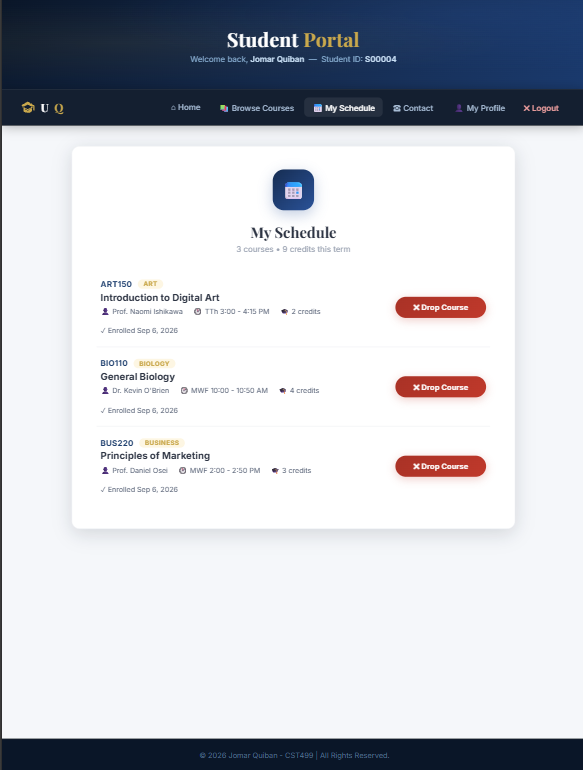 Student Portal
Welcome back, Jomar Quiban — Student ID: S00004
U Q
Home
Browse Courses
My Schedule
Contact
My Profile
Logout
My Schedule
3 courses • 9 credits this term
ART150 ART
Introduction to Digital Art
Prof. Naomi Ishikawa TTh 3:00 - 4:15 PM 2 credits
✓ Enrolled Sep 6, 2026
Drop Course
BIO110 BIOLOGY
General Biology
Dr. Kevin O'Brien MWF 10:00 - 10:50 AM 4 credits
✓ Enrolled Sep 6, 2026
Drop Course
BUS220 BUSINESS
Principles of Marketing
Prof. Daniel Osei MWF 2:00 - 2:50 PM 3 credits
✓ Enrolled Sep 6, 2026
Drop Course
© 2026 Jomar Quiban - CST499 | All Rights Reserved.